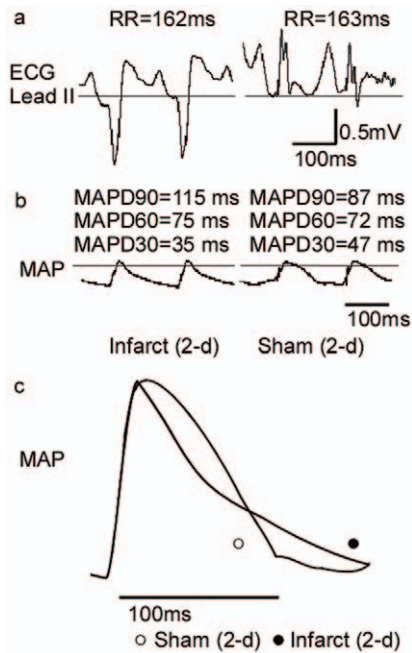 a
RR=162ms RR=163ms
ECG
Lead II
0.5mV
100ms
b
MAPD90=115 ms MAPD90=87 ms
MAPD60=75 ms MAPD60=72 ms
MAPD30=35 ms MAPD30=47 ms
MAP
100ms
Infarct (2-d) Sham (2-d)
c
MAP
100ms
○ Sham (2-d) ● Infarct (2-d)